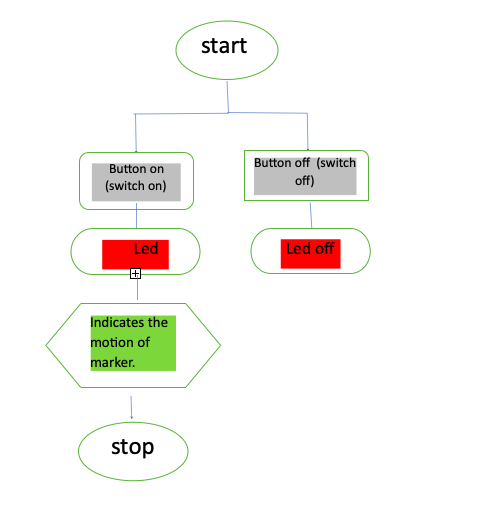 start
Button on
(switch on)
Button off  (switch
off)
Led
Led off
Indicates the
motion of
marker.
stop